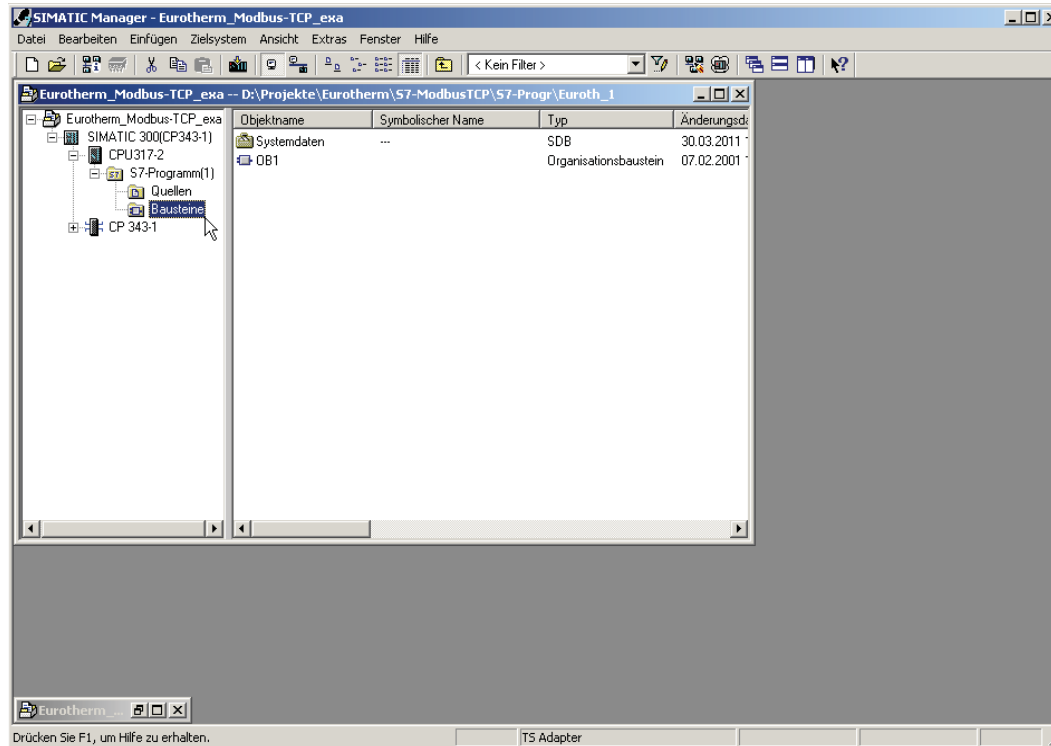 SIMATIC Manager - Eurotherm_Modbus-TCP_exa
Datei Bearbeiten Einfügen Zielsystem Ansicht Extras Fenster Hilfe
< Kein Filter >
Eurotherm_Modbus-TCP_exa -- D:\Projekte\Eurotherm\S7-ModbusTCP\S7-Progr\Euroth_1
Eurotherm_Modbus-TCP_exa
SIMATIC 300(CP343-1)
CPU317-2
S7-Programm(1)
Quellen
Bausteine
CP 343-1
Objektname Symbolischer Name Typ Änderungsda
Systemdaten --- SDB 30.03.2011 1
OB1 Organisationsbaustein 07.02.2001 1
Eurotherm_...
Drücken Sie F1, um Hilfe zu erhalten. TS Adapter